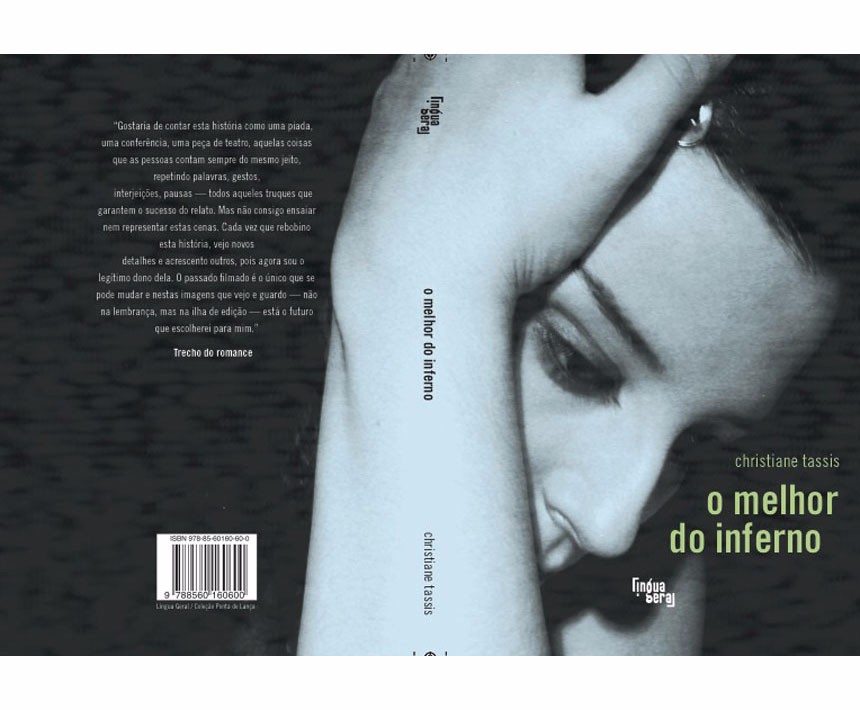 “Gostaria de contar esta história como uma piada,
uma conferência, uma peça de teatro, aquelas coisas
que as pessoas contam sempre do mesmo jeito,
repetindo palavras, gestos,
interjeições, pausas — todos aqueles truques que
garantem o sucesso do relato. Mas não consigo ensaiar
nem representar estas cenas. Cada vez que rebobino
esta história, vejo novos
detalhes e acrescento outros, pois agora sou o
legítimo dono dela. O passado filmado é o único que se
pode mudar e nestas imagens que vejo e guardo — não
na lembrança, mas na ilha de edição — está o futuro
que escolherei para mim.”
Trecho do romance
ISBN 978-85-60160-60-0
9 788560 160600
Língua Geral / Coleção Ponta de Lança
língua
geral
o melhor do inferno
christiane tassis
christiane tassis
o melhor
do inferno
língua
geral